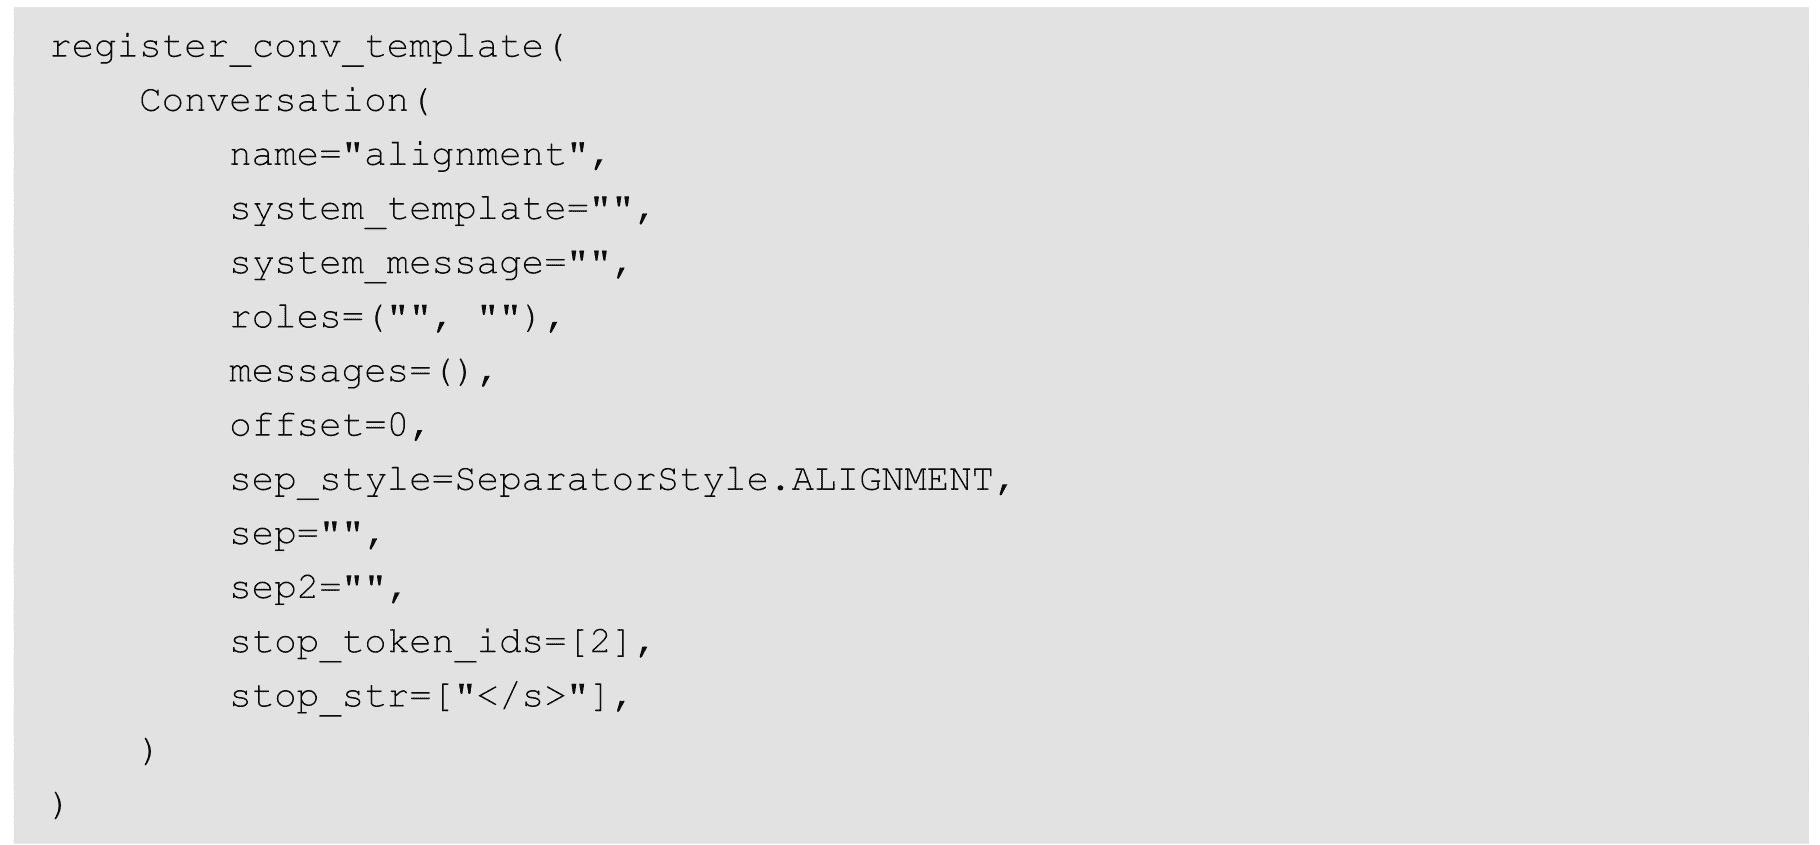 register_conv_template(
    Conversation(
        name="alignment",
        system_template="",
        system_message="",
        roles=("", ""),
        messages=(),
        offset=0,
        sep_style=SeparatorStyle.ALIGNMENT,
        sep="",
        sep2="",
        stop_token_ids=[2],
        stop_str=["</s>"],
    )
)